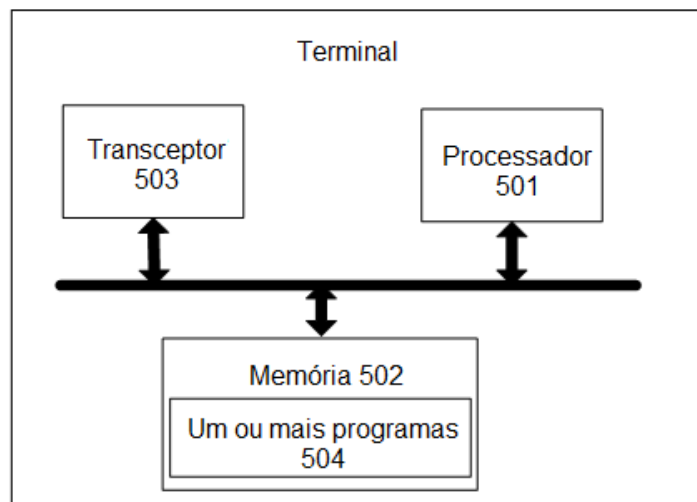 Terminal
Transceptor
503
Processador
501
Memória 502
Um ou mais programas
504